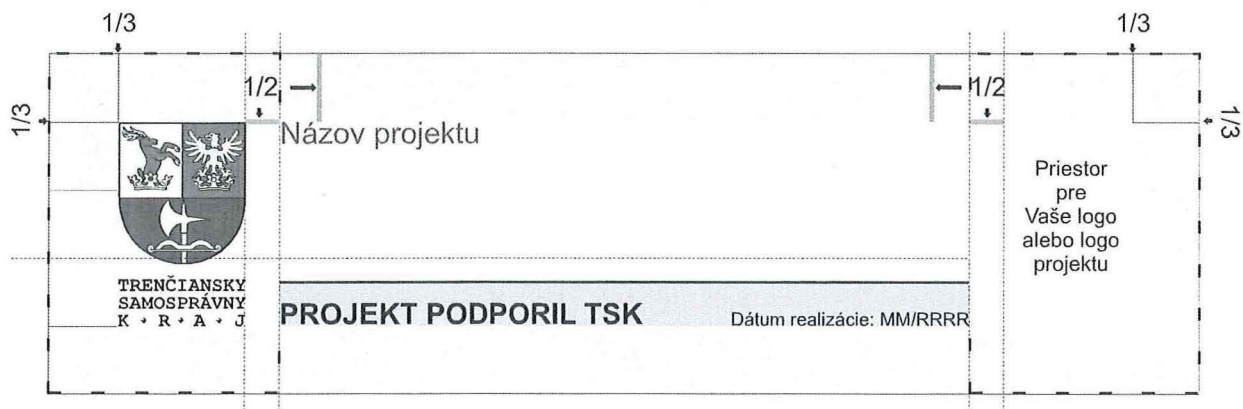 1/3
1/3
1/2
1/2
1/3
1/3
Názov projektu
Priestor
pre
Vaše logo
alebo logo
projektu
TRENČIANSKY
SAMOSPRÁVNY
K • R • A • J
PROJEKT PODPORIL TSK
Dátum realizácie: MM/RRRR